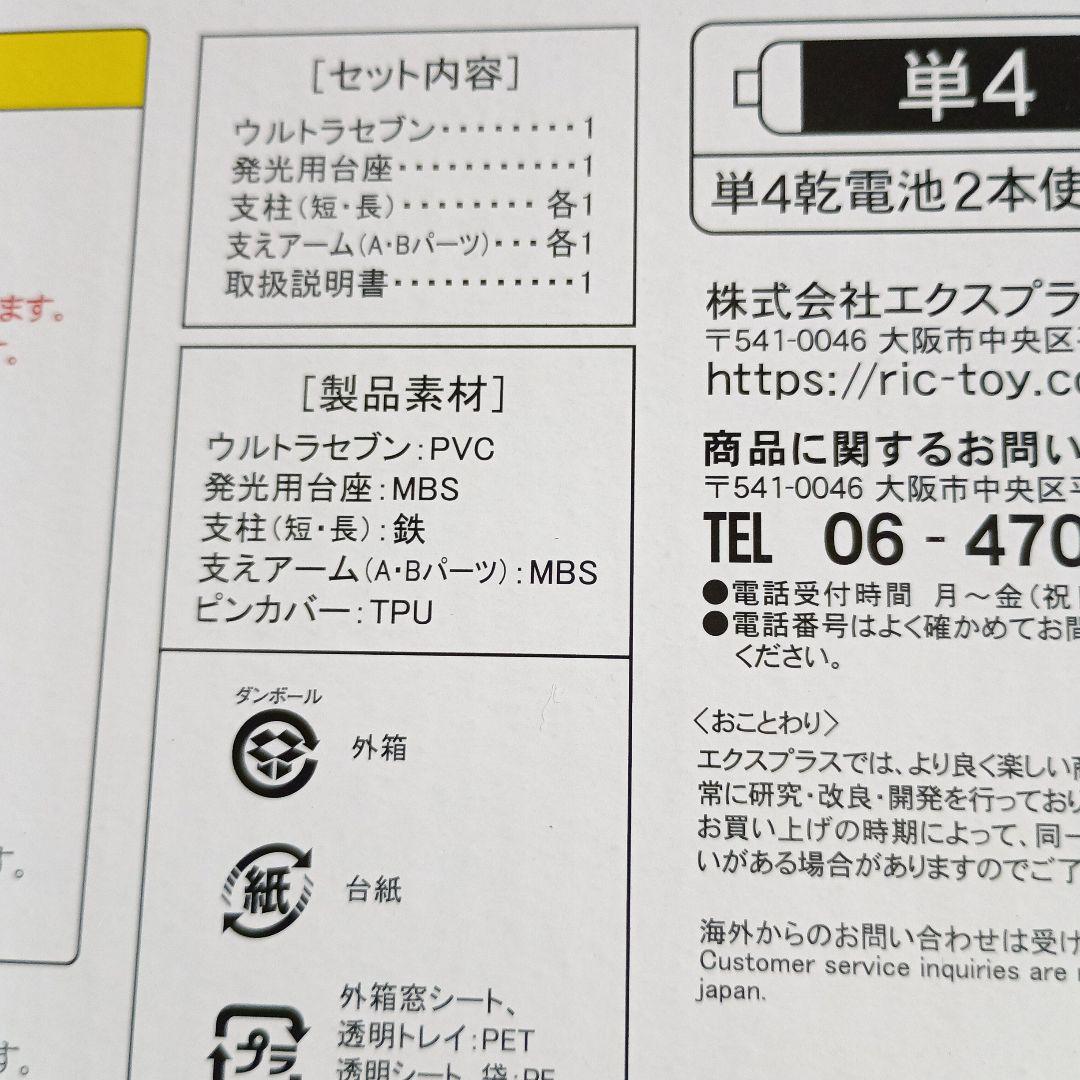 ます。
す。
す。
[セット内容]
ウルトラセブン・・・・・・・・1
発光用台座・・・・・・・・・・・1
支柱(短・長)・・・・・・・・各1
支えアーム(A・Bパーツ)・・・各1
取扱説明書・・・・・・・・・・・1
[製品素材]
ウルトラセブン:PVC
発光用台座:MBS
支柱(短・長):鉄
支えアーム(A・Bパーツ):MBS
ピンカバー:TPU
ダンボール
外箱
紙
台紙
プラ
外箱窓シート、
透明トレイ:PET
透明シート、袋:PE
単4
単4乾電池2本使
株式会社エクスプラ
〒541-0046 大阪市中央区
https://ric-toy.co
商品に関するお問い
〒541-0046 大阪市中央区平
TEL 06-470
●電話受付時間 月～金(祝
●電話番号はよく確かめてお問
ください。
〈おことわり〉
エクスプラスでは、より良く楽しい商
常に研究・改良・開発を行っており
お買い上げの時期によって、同一
いがある場合がありますのでご了
海外からのお問い合わせは受け
Customer service inquiries are
japan.